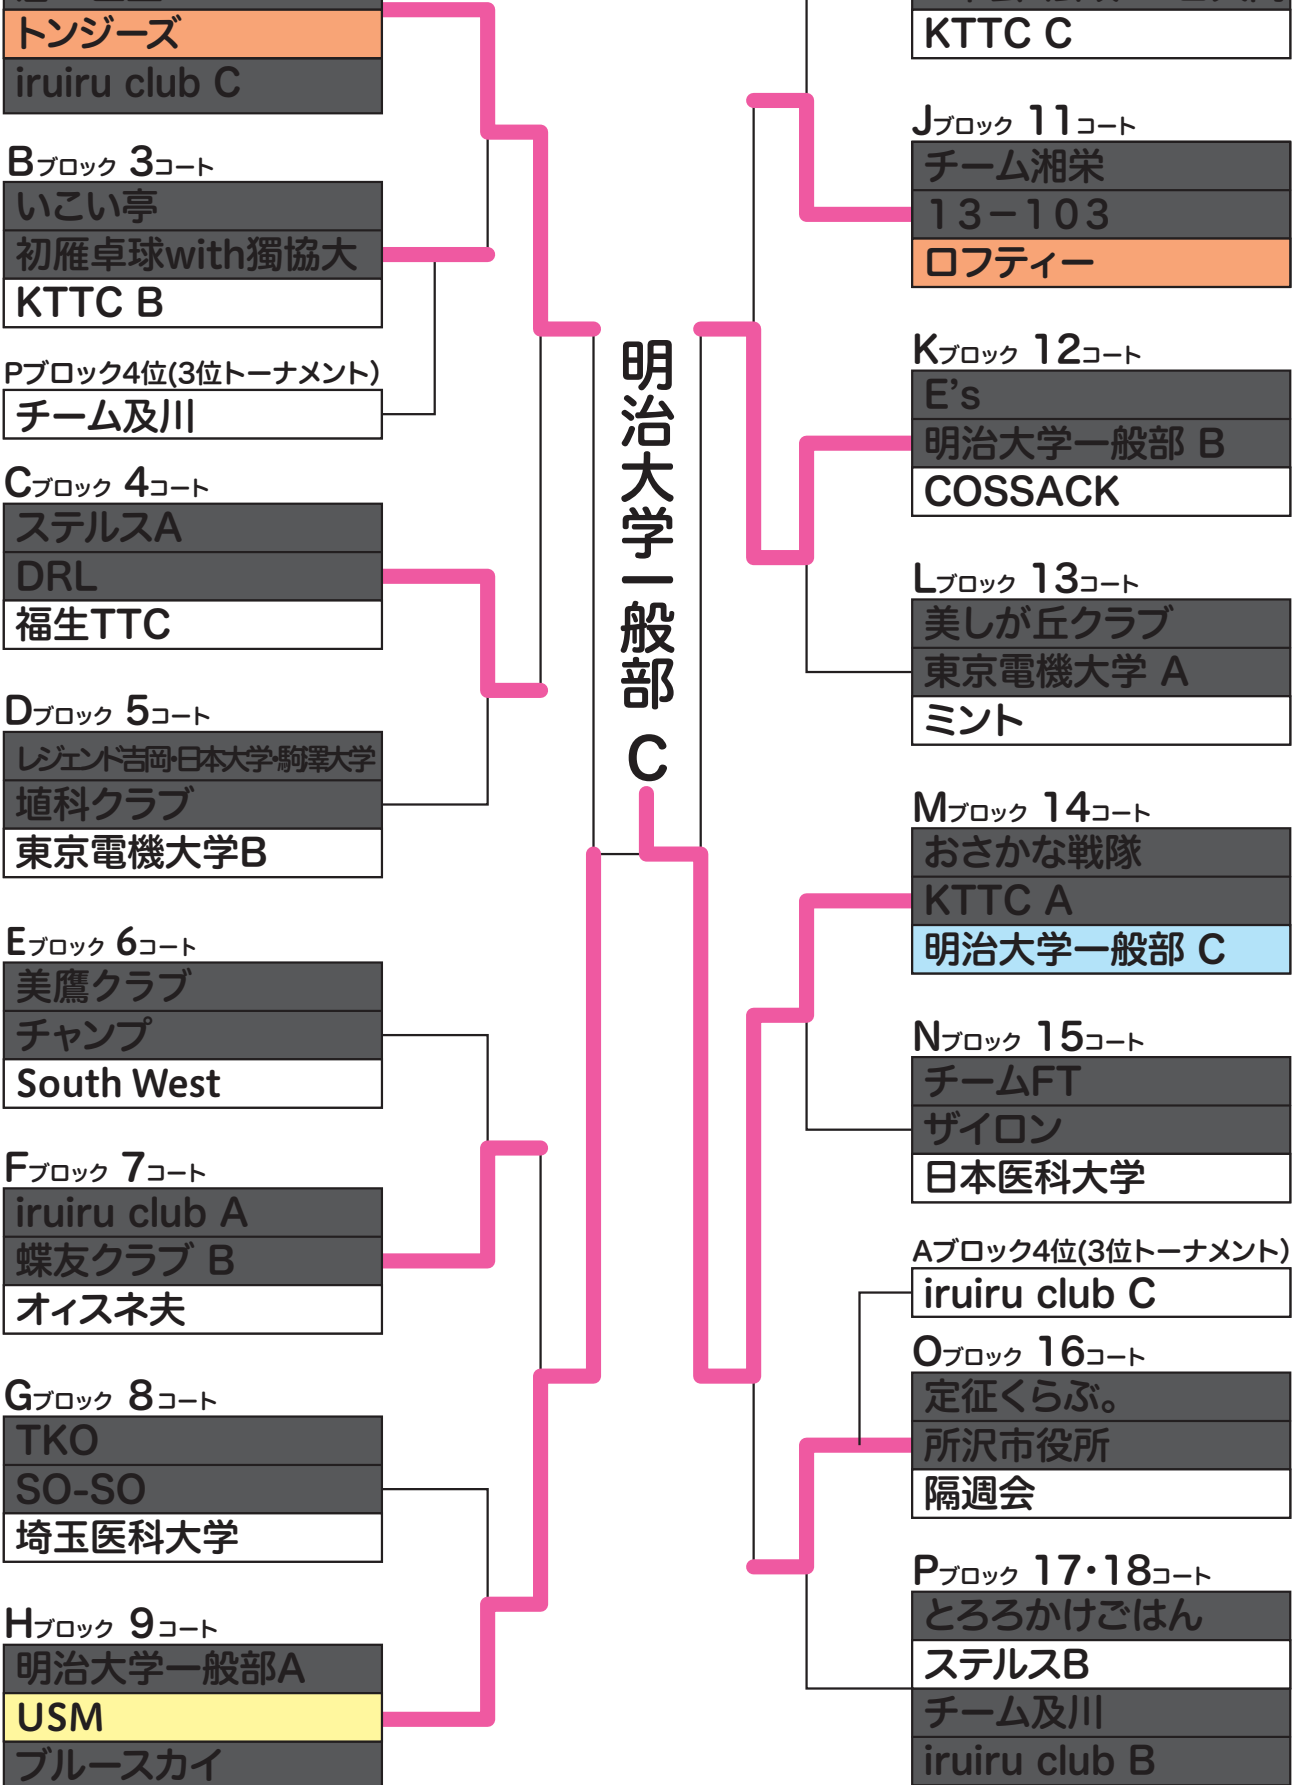 トンジーズ
iruiru club C
Bブロック 3コート
いこい亭
初雁卓球with獨協大
KTTC B
Pブロック4位(3位トーナメント)
チーム及川
Cブロック 4コート
ステルスA
DRL
福生TTC
Dブロック 5コート
レジェンド吉岡・日本大学・駒澤大学
埴科クラブ
東京電機大学B
Eブロック 6コート
美鷹クラブ
チャンプ
South West
Fブロック 7コート
iruiru club A
蝶友クラブ B
オィスネ夫
Gブロック 8コート
TKO
SO-SO
埼玉医科大学
Hブロック 9コート
明治大学一般部A
USM
ブルースカイ
明治大学一般部 C
KTTC C
Jブロック 11コート
チーム湘栄
13－103
ロフティー
Kブロック 12コート
E’s
明治大学一般部 B
COSSACK
Lブロック 13コート
美しが丘クラブ
東京電機大学 A
ミント
Mブロック 14コート
おさかな戦隊
KTTC A
明治大学一般部 C
Nブロック 15コート
チームFT
ザイロン
日本医科大学
Aブロック4位(3位トーナメント)
iruiru club C
Oブロック 16コート
定征くらぶ。
所沢市役所
隔週会
Pブロック 17・18コート
とろろかけごはん
ステルスB
チーム及川
iruiru club B